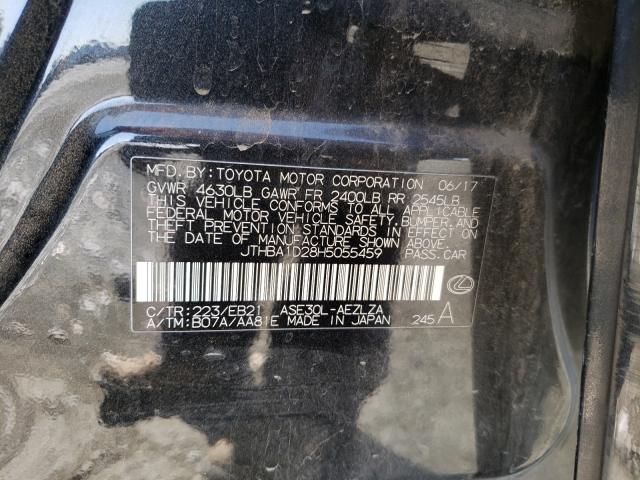 MFD. BY: TOYOTA MOTOR CORPORATION 06/17
GVWR 4630LB GAWR FR 2400LB RR 2545LB
THIS VEHICLE CONFORMS TO ALL APPLICABLE
FEDERAL MOTOR VEHICLE SAFETY, BUMPER, AND
THEFT PREVENTION STANDARDS IN EFFECT ON
THE DATE OF MANUFACTURE SHOWN ABOVE.
JTHBA1D28H5055459 PASS.CAR
C/TR: 223/EB21 ASE30L-AEZLZA
A/TM: B07A/AA81E MADE IN JAPAN 245 A